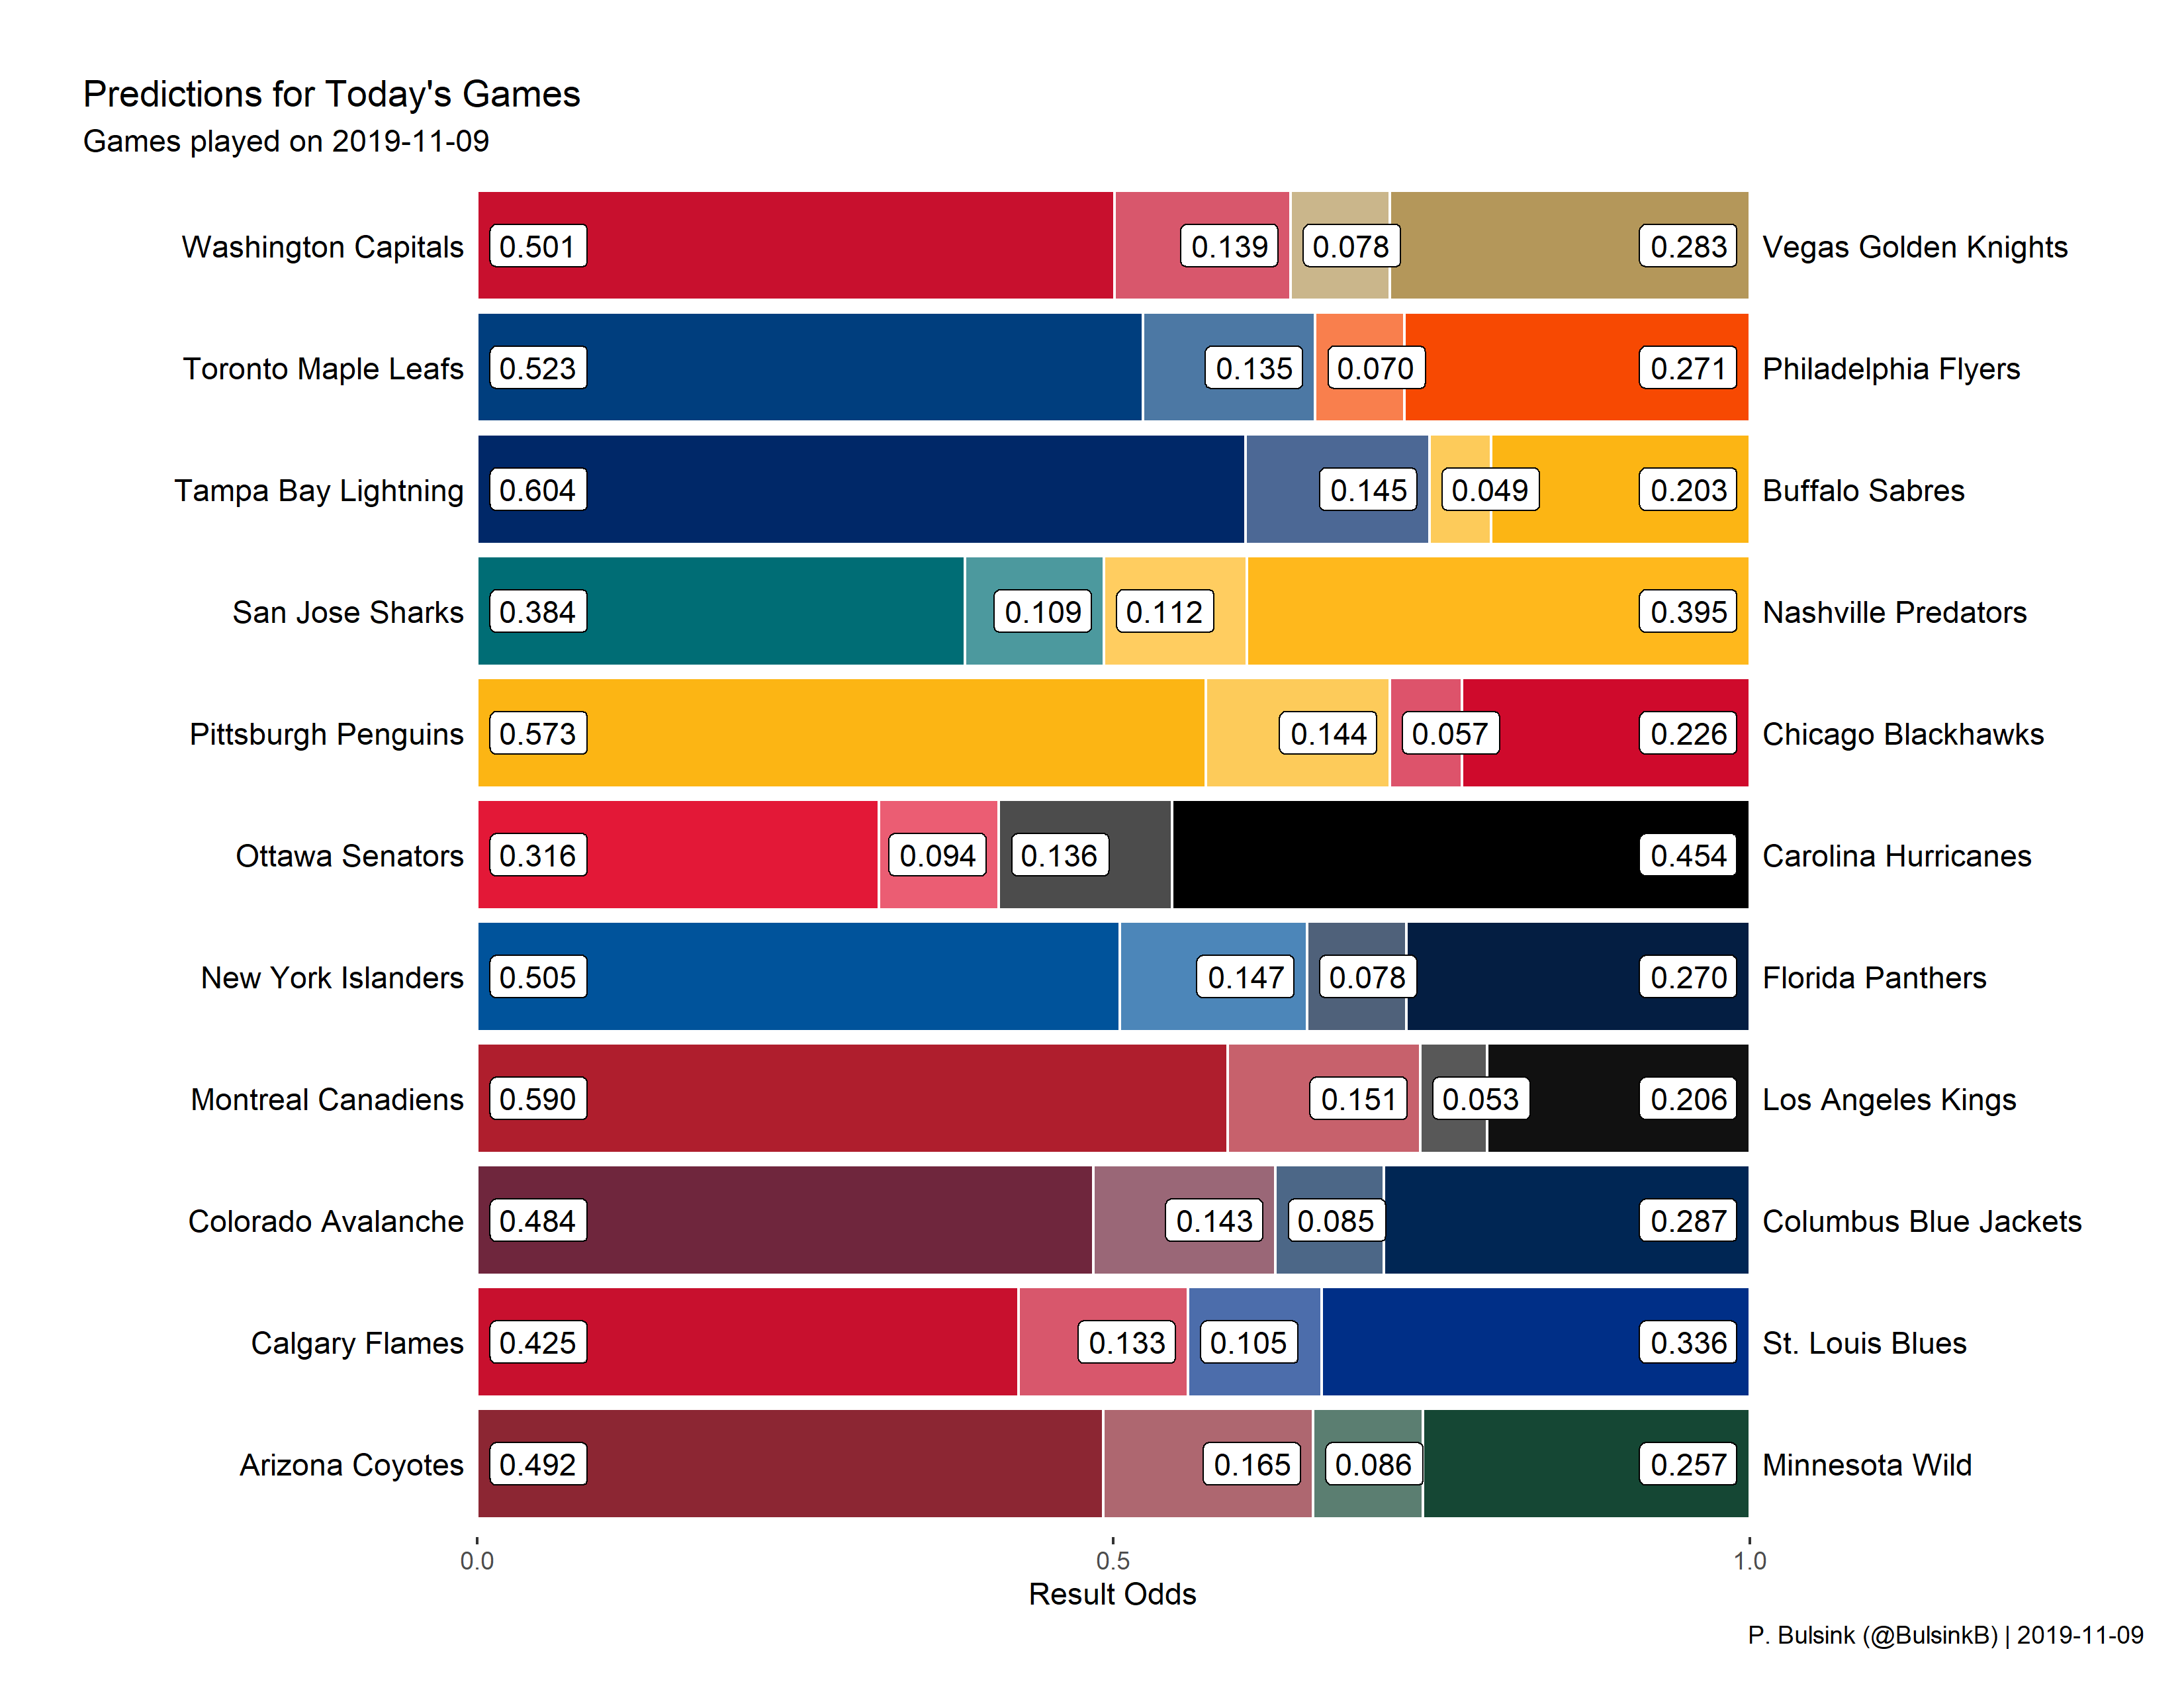 Predictions for Today's Games
Games played on 2019-11-09
Washington Capitals 0.501 0.139 0.078 0.283 Vegas Golden Knights
Toronto Maple Leafs 0.523 0.135 0.070 0.271 Philadelphia Flyers
Tampa Bay Lightning 0.604 0.145 0.049 0.203 Buffalo Sabres
San Jose Sharks 0.384 0.109 0.112 0.395 Nashville Predators
Pittsburgh Penguins 0.573 0.144 0.057 0.226 Chicago Blackhawks
Ottawa Senators 0.316 0.094 0.136 0.454 Carolina Hurricanes
New York Islanders 0.505 0.147 0.078 0.270 Florida Panthers
Montreal Canadiens 0.590 0.151 0.053 0.206 Los Angeles Kings
Colorado Avalanche 0.484 0.143 0.085 0.287 Columbus Blue Jackets
Calgary Flames 0.425 0.133 0.105 0.336 St. Louis Blues
Arizona Coyotes 0.492 0.165 0.086 0.257 Minnesota Wild
0.0 0.5 1.0
Result Odds
P. Bulsink (@BulsinkB) | 2019-11-09